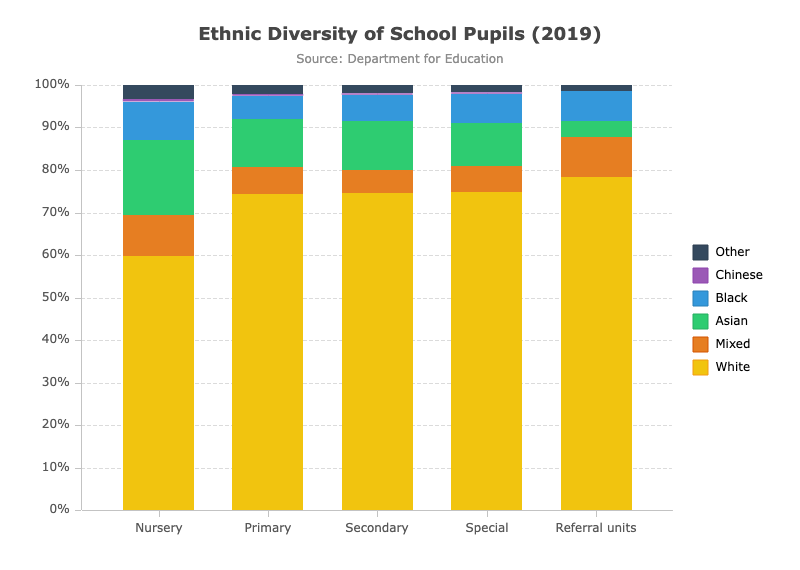 Ethnic Diversity of School Pupils (2019)
Source: Department for Education
100%
90%
80%
70%
60%
50%
40%
30%
20%
10%
0%
Nursery Primary Secondary Special Referral units
Other
Chinese
Black
Asian
Mixed
White